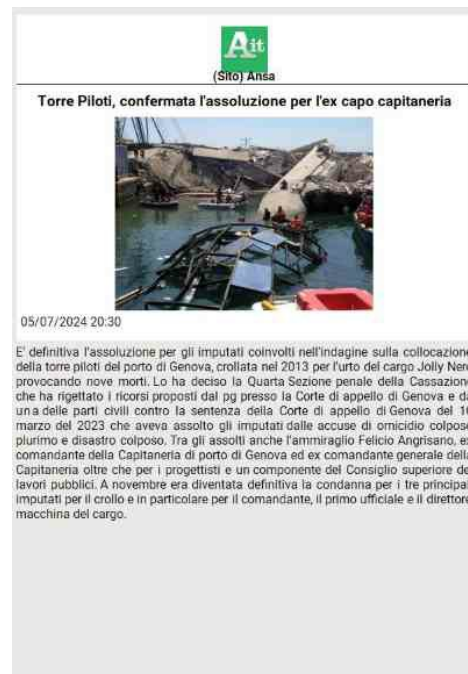 Ait
(Sito) Ansa
Torre Piloti, confermata l'assoluzione per l'ex capo capitaneria
05/07/2024 20:30
E' definitiva l'assoluzione per gli imputati coinvolti nell'indagine sulla collocazione
della torre piloti del porto di Genova, crollata nel 2013 per l'urto del cargo Jolly Nero
provocando nove morti. Lo ha deciso la Quarta Sezione penale della Cassazione
che ha rigettato i ricorsi proposti dal pg presso la Corte di appello di Genova e da
una delle parti civili contro la sentenza della Corte di appello di Genova del 10
marzo del 2023 che aveva assolto gli imputati dalle accuse di omicidio colposo
plurimo e disastro colposo. Tra gli assolti anche l'ammiraglio Felicio Angrisano, ex
comandante della Capitaneria di porto di Genova ed ex comandante generale della
Capitaneria oltre che per i progettisti e un componente del Consiglio superiore dei
lavori pubblici. A novembre era diventata definitiva la condanna per i tre principali
imputati per il crollo e in particolare per il comandante, il primo ufficiale e il direttore
macchina del cargo.